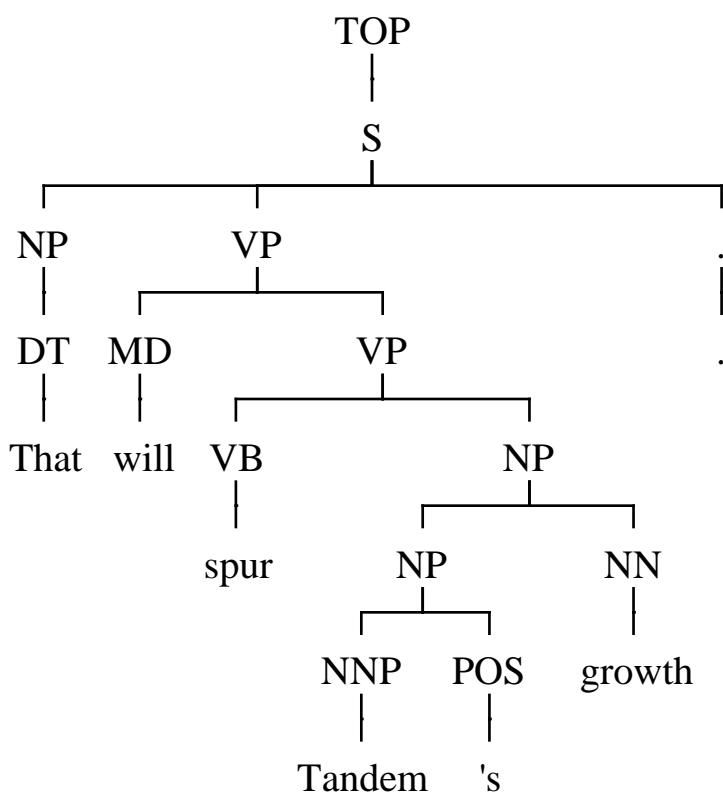 TOP
S
NP VP .
DT MD VP .
That will VB NP
spur NP NN
NNP POS growth
Tandem 's